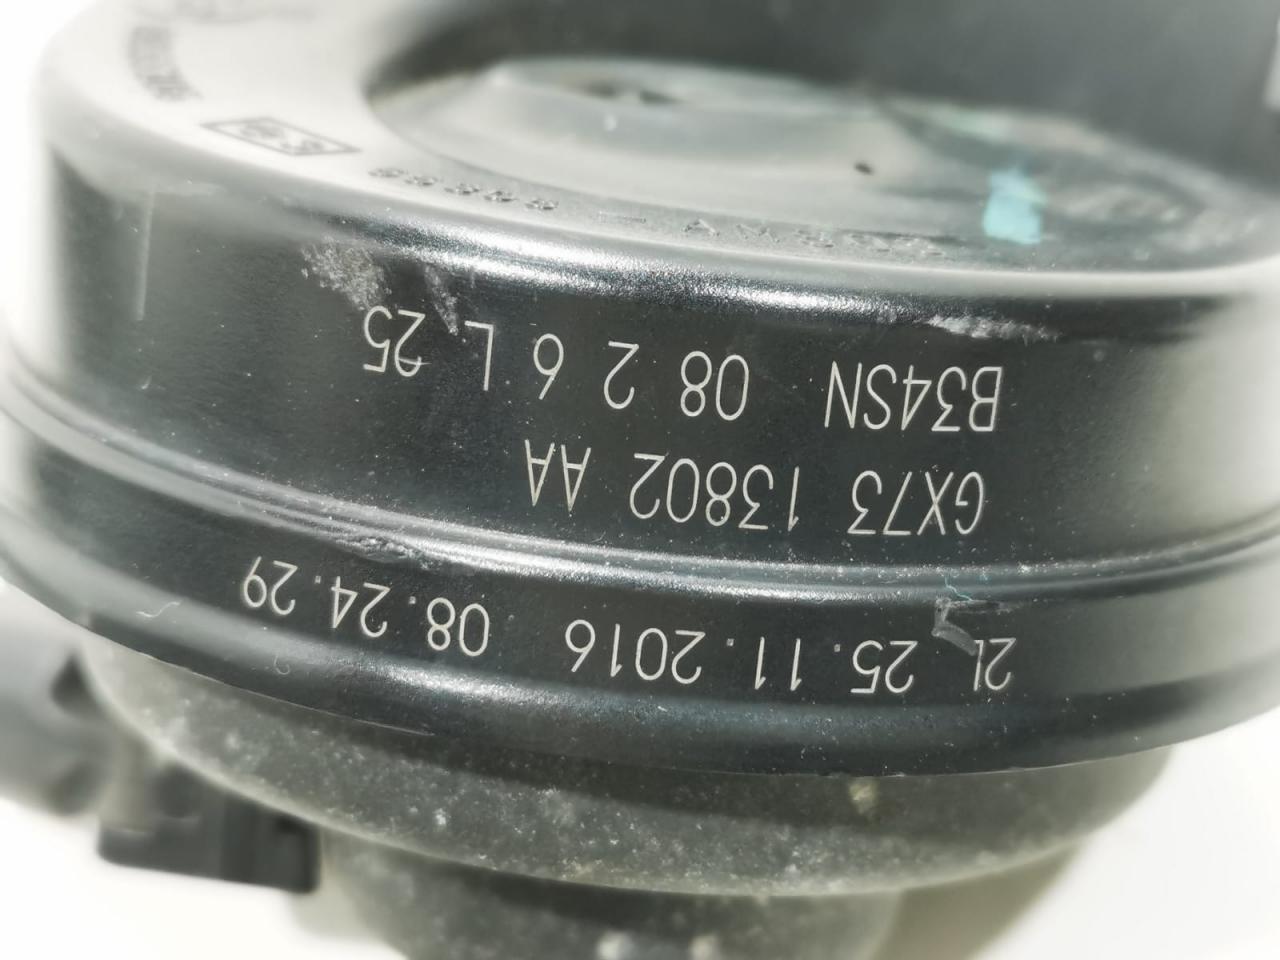 2L 25.11.2016 08.24.29
GX73 13802 AA
B34SN 08 2 6 L 25